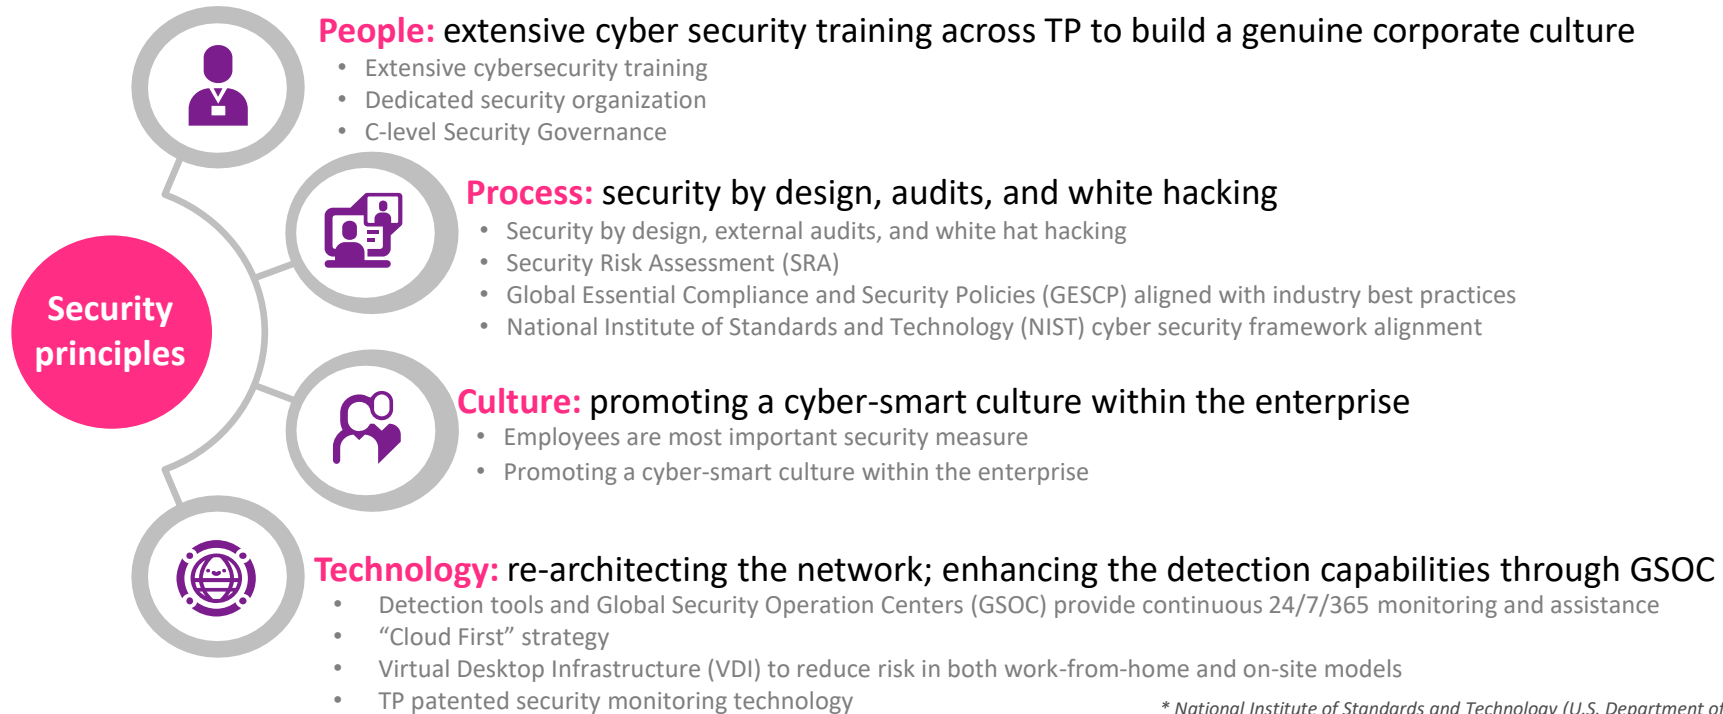 People: extensive cyber security training across TP to build a genuine corporate culture
• Extensive cybersecurity training
• Dedicated security organization
• C-level Security Governance
Process: security by design, audits, and white hacking
• Security by design, external audits, and white hat hacking
• Security Risk Assessment (SRA)
• Global Essential Compliance and Security Policies (GESCP) aligned with industry best practices
• National Institute of Standards and Technology (NIST) cyber security framework alignment
Security
principles
Culture: promoting a cyber-smart culture within the enterprise
• Employees are most important security measure
• Promoting a cyber-smart culture within the enterprise
Technology: re-architecting the network; enhancing the detection capabilities through GSOC
• Detection tools and Global Security Operation Centers (GSOC) provide continuous 24/7/365 monitoring and assistance
• “Cloud First” strategy
• Virtual Desktop Infrastructure (VDI) to reduce risk in both work-from-home and on-site models
• TP patented security monitoring technology
* National Institute of Standards and Technology (U.S. Department of